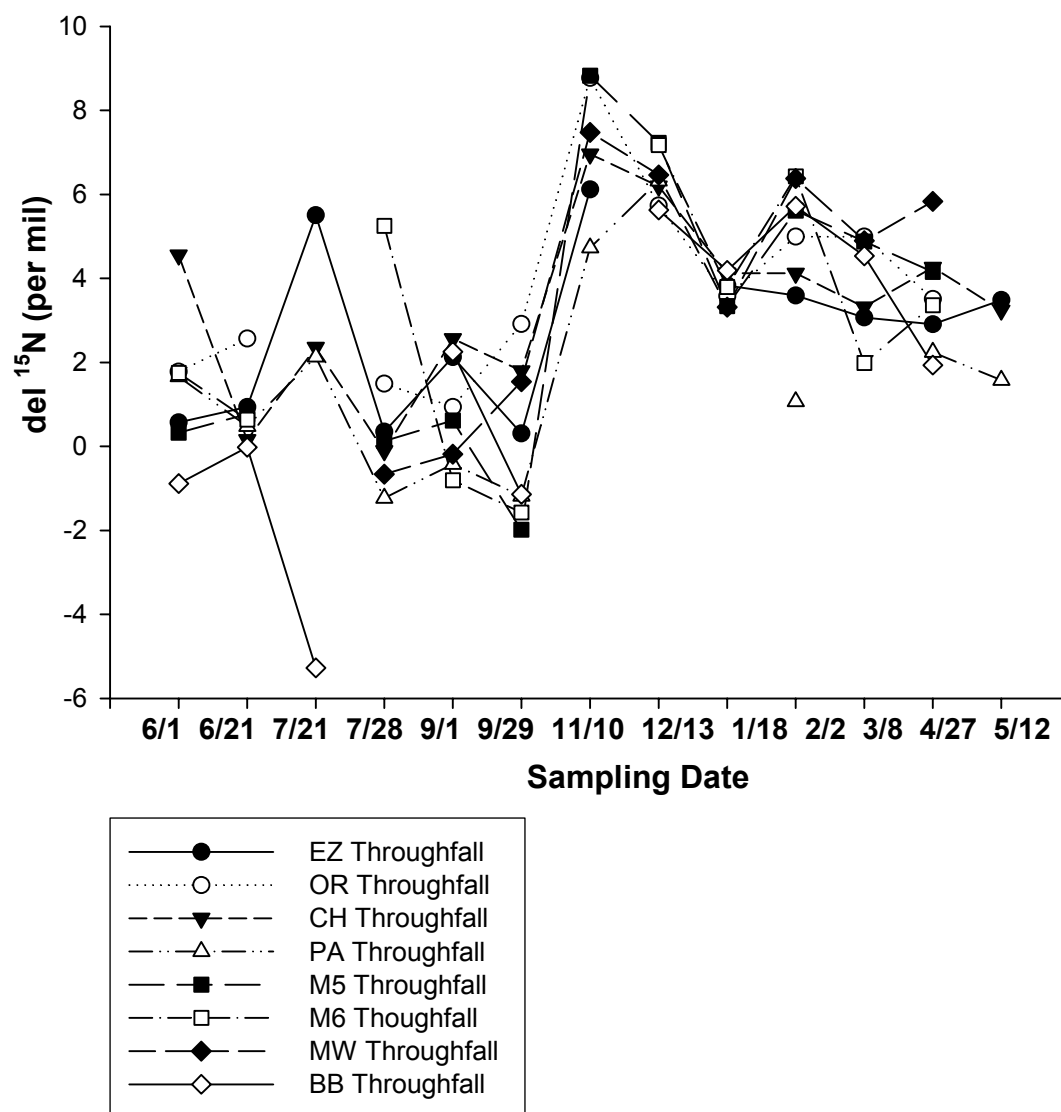 10
8
6
4
2
0
-2
-4
-6
del 15N (per mil)
6/1 6/21 7/21 7/28 9/1 9/29 11/10 12/13 1/18 2/2 3/8 4/27 5/12
Sampling Date
EZ Throughfall
OR Throughfall
CH Throughfall
PA Throughfall
M5 Throughfall
M6 Thoughfall
MW Throughfall
BB Throughfall